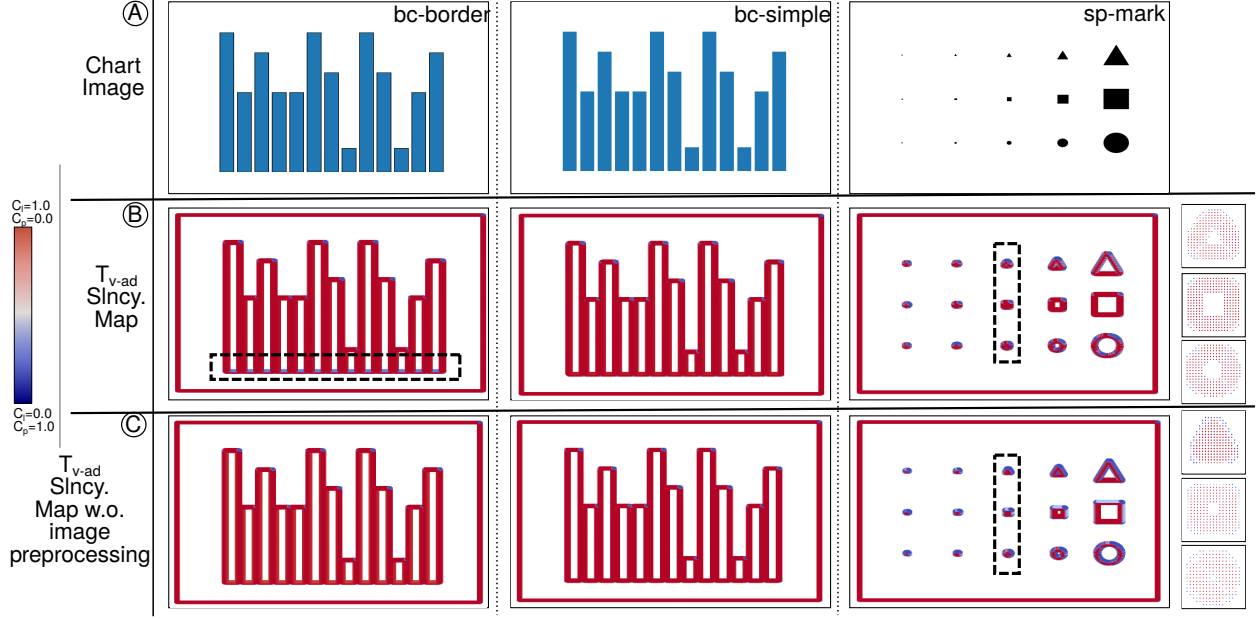 A
bc-border
bc-simple
sp-mark
Chart
Image
B
C_l=1.0
C_p=0.0
T_v-ad
Slncy.
Map
C_l=0.0
C_p=1.0
C
T_v-ad
Slncy.
Map w.o.
image
preprocessing